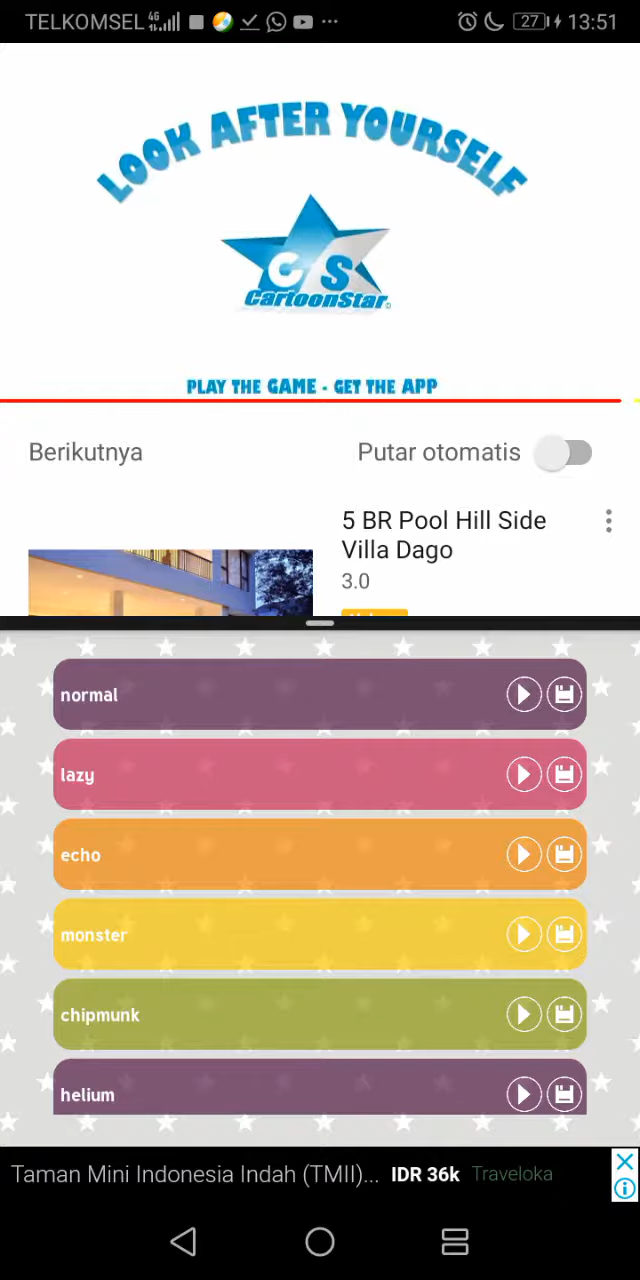 TELKOMSEL 4G 27 13:51
LOOK AFTER YOURSELF
CS
CartoonStar
PLAY THE GAME - GET THE APP
Berikutnya
Putar otomatis
5 BR Pool Hill Side
Villa Dago
3.0
normal
lazy
echo
monster
chipmunk
helium
Taman Mini Indonesia Indah (TMII)... IDR 36k Traveloka